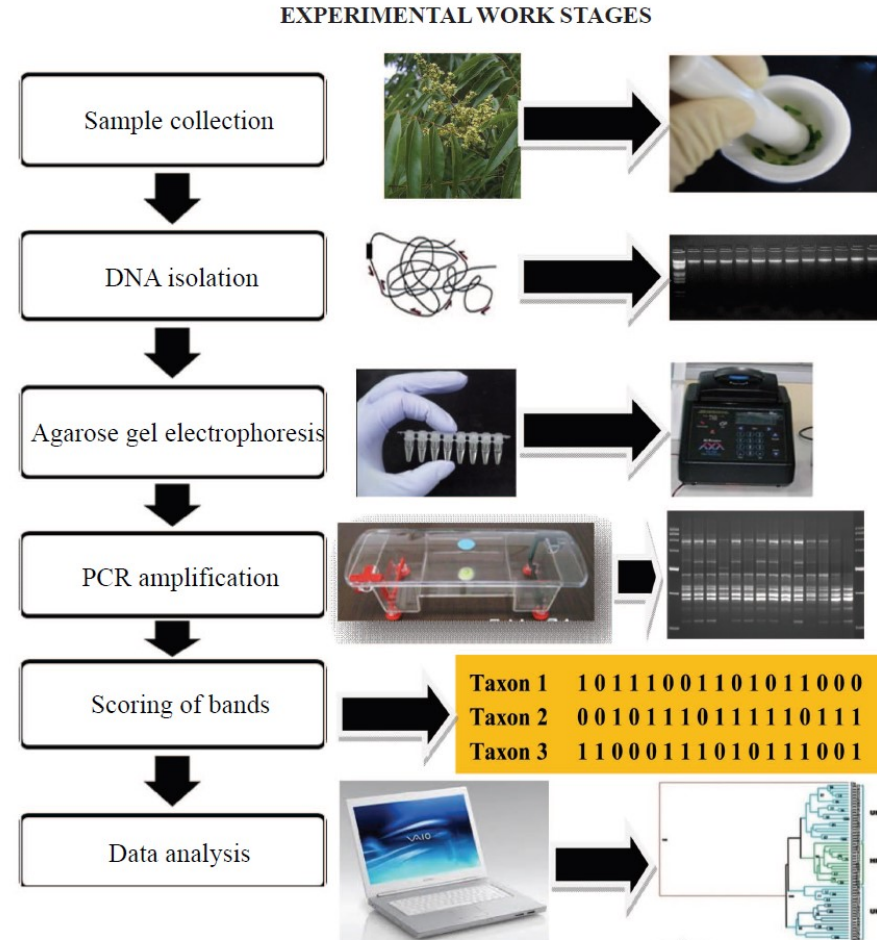 EXPERIMENTAL WORK STAGES
Sample collection
DNA isolation
Agarose gel electrophoresis
PCR amplification
Scoring of bands
Taxon 1 1 0 1 1 1 0 0 1 1 0 1 0 1 1 0 0 0
Taxon 2 0 0 1 0 1 1 1 0 1 1 1 1 1 0 1 1 1
Taxon 3 1 1 0 0 0 1 1 1 0 1 0 1 1 1 0 0 1
Data analysis
VAIO